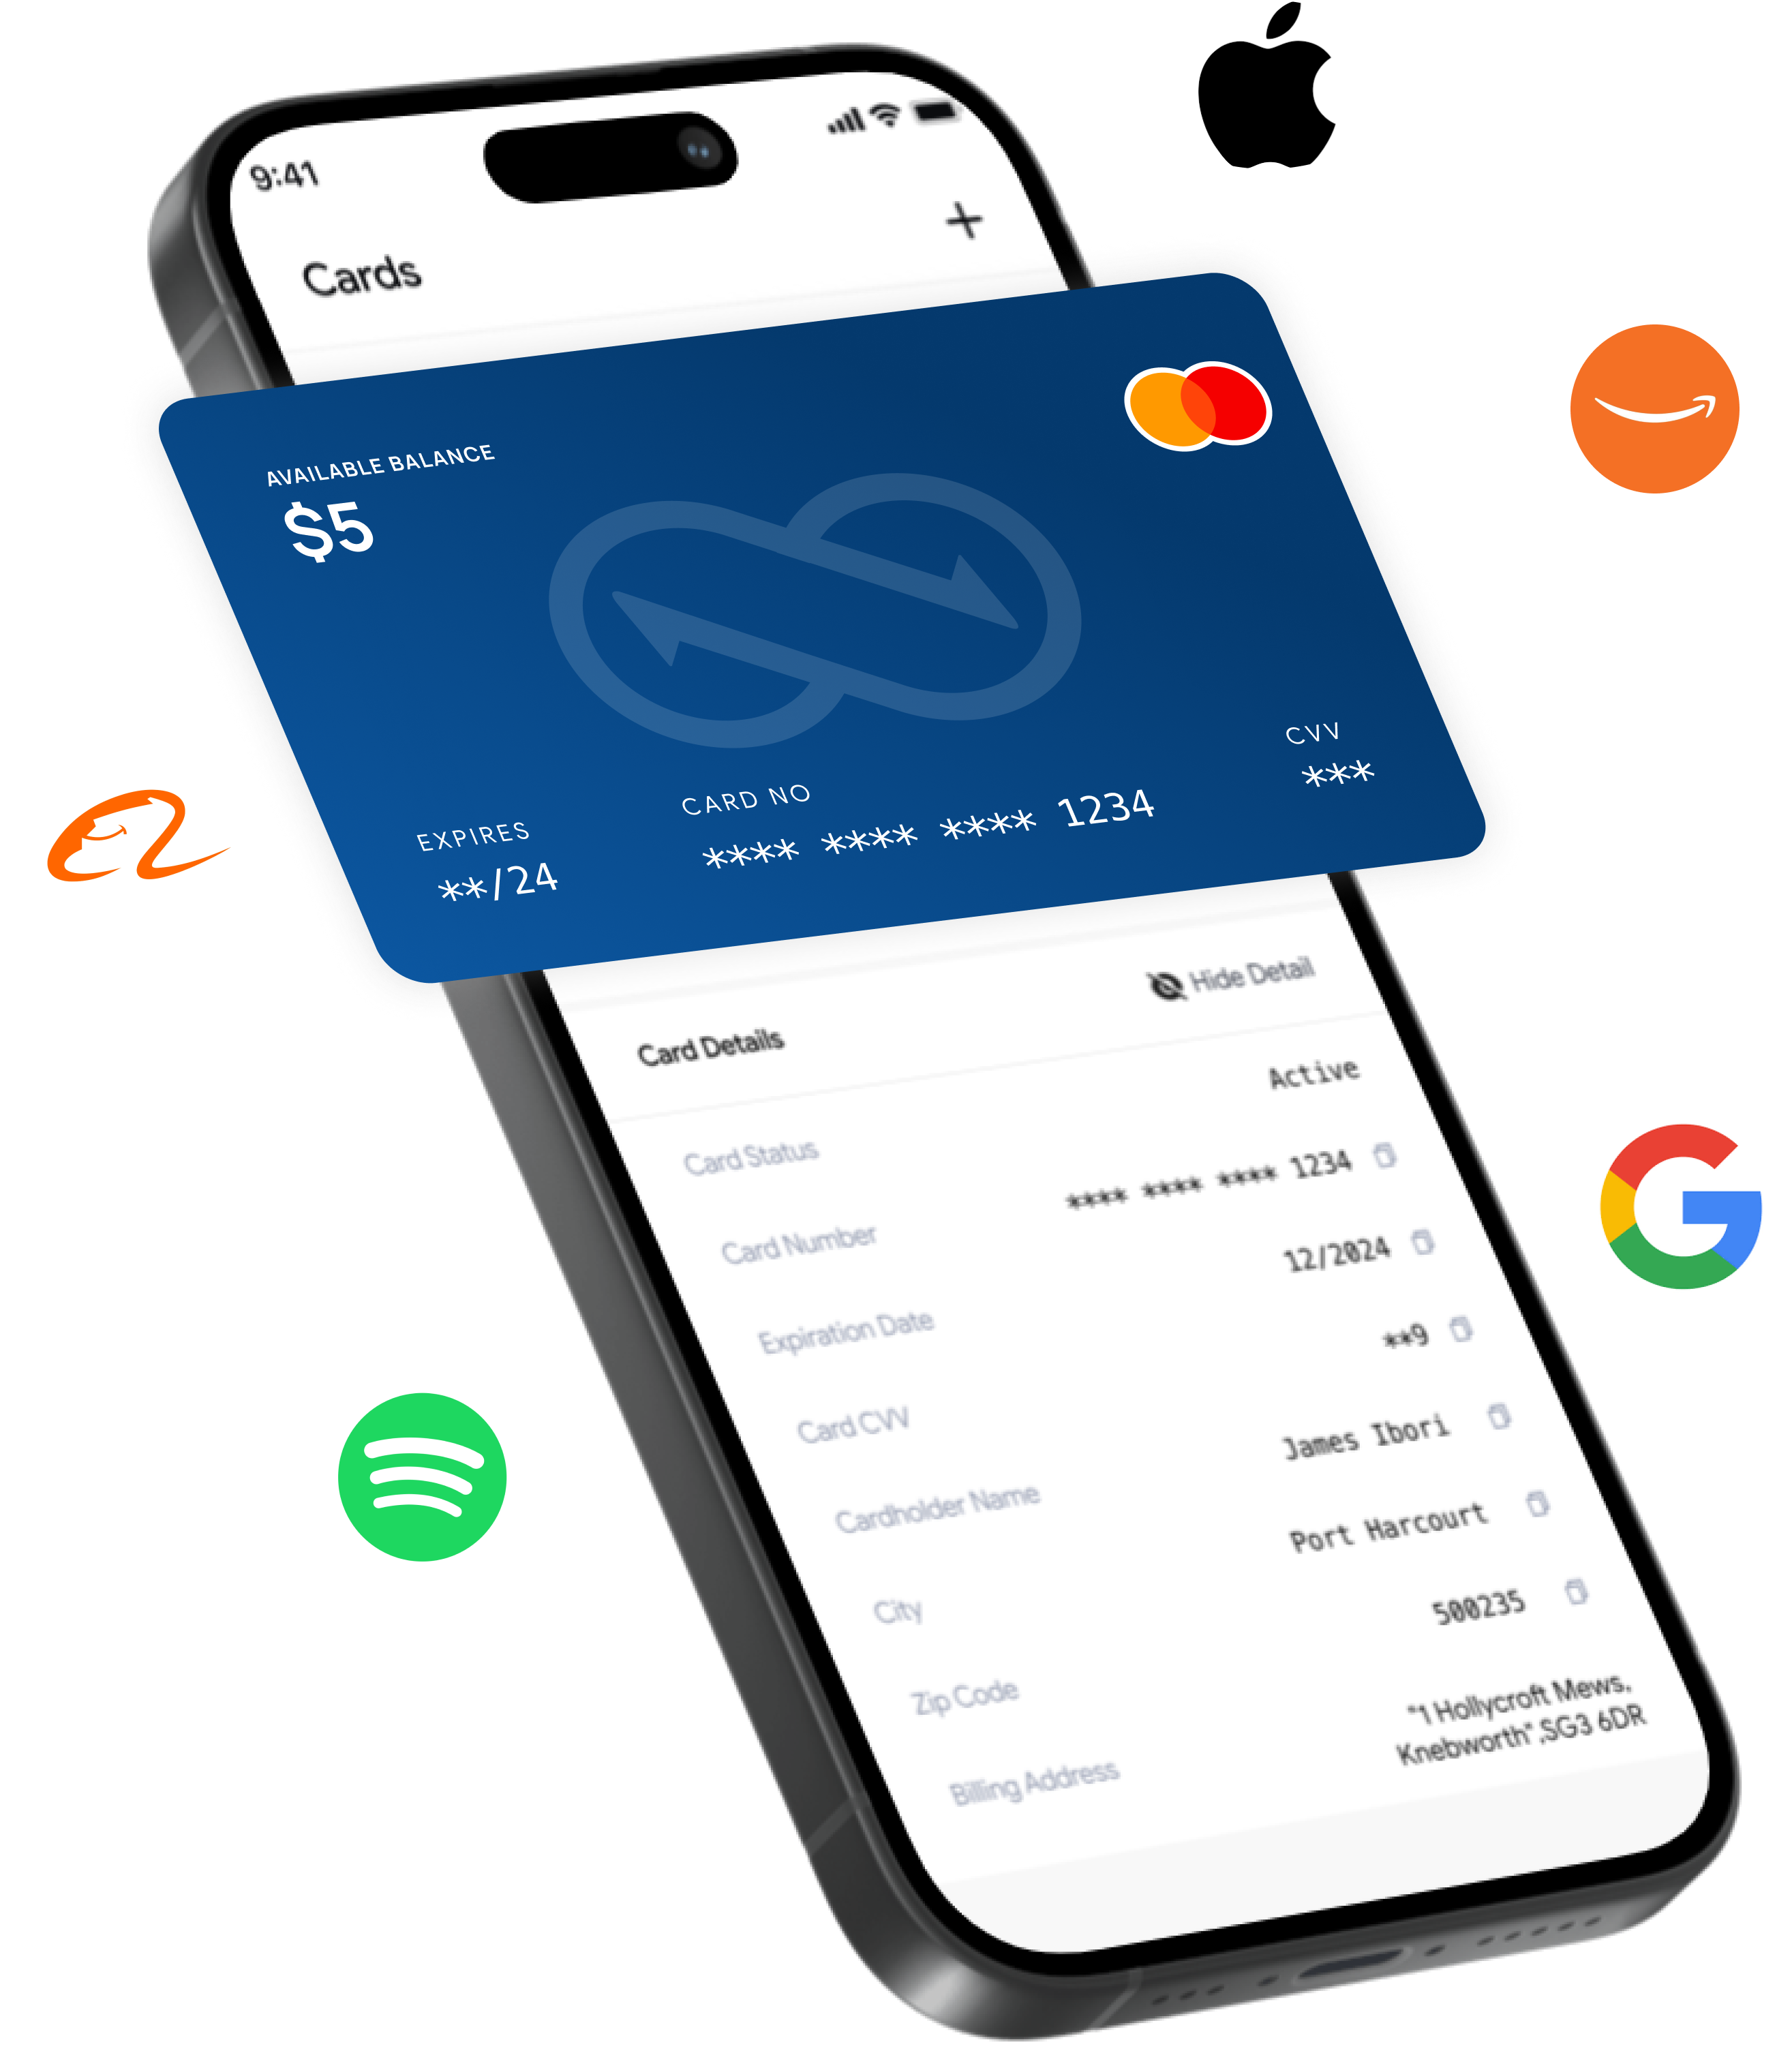 9:41
Cards
AVAILABLE BALANCE
$5
EXPIRES
**/24
CARD NO
**** **** **** 1234
CVV
***
Card Details
Hide Detail
Card Status
Active
Card Number
**** **** **** 1234
Expiration Date
12/2024
Card CVV
**9
Cardholder Name
James Ibori
City
Port Harcourt
Zip Code
500235
Billing Address
"1 Hollycroft Mews,
Knebworth",SG3 6DR